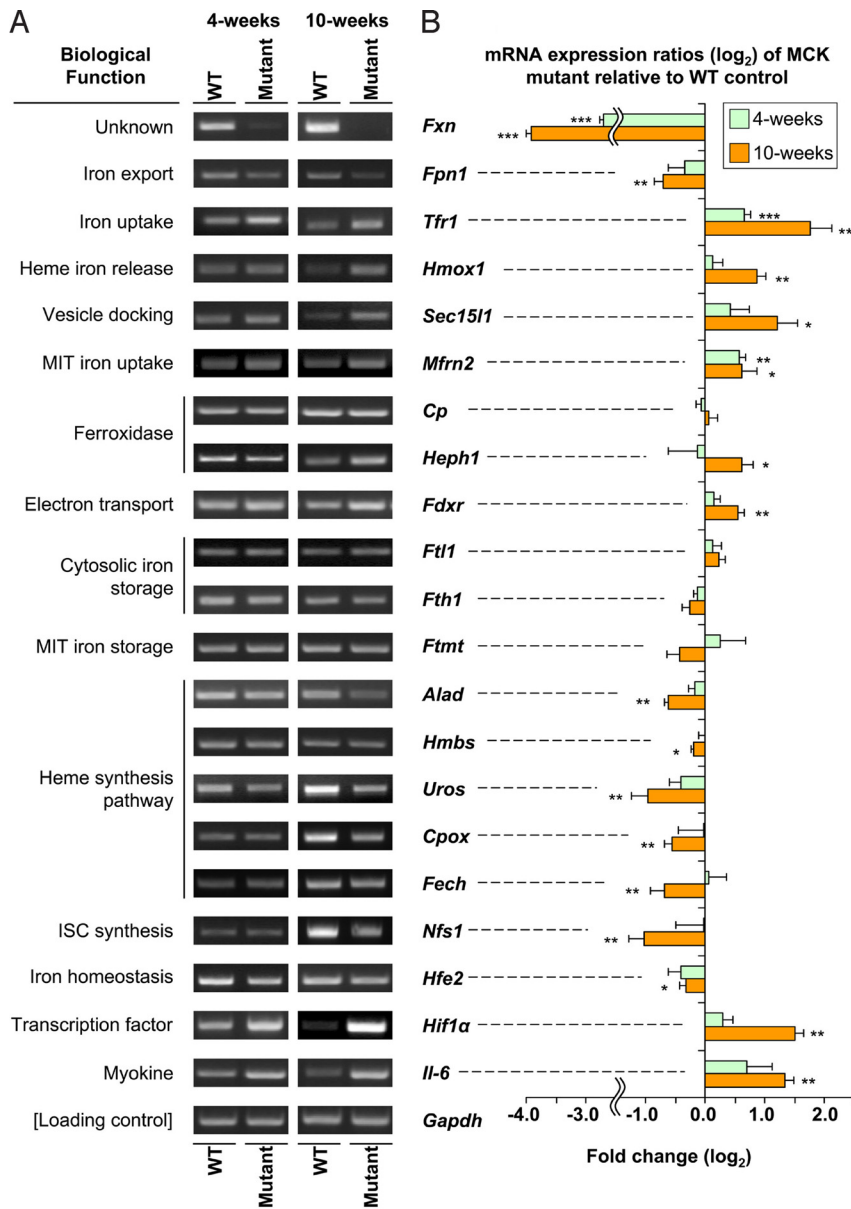 A
4-weeks 10-weeks
Biological
Function
WT Mutant WT Mutant
B
mRNA expression ratios (log2) of MCK
mutant relative to WT control
4-weeks
10-weeks
Unknown
Fxn
***
***
Iron export
Fpn1
**
Iron uptake
Tfr1
***
**
Heme iron release
Hmox1
**
Vesicle docking
Sec15l1
*
MIT iron uptake
Mfrn2
**
*
Ferroxidase
Cp
Heph1
*
Electron transport
Fdxr
**
Cytosolic iron
storage
Ftl1
Fth1
MIT iron storage
Ftmt
Heme synthesis
pathway
Alad
**
Hmbs
*
Uros
**
Cpox
**
Fech
**
ISC synthesis
Nfs1
**
Iron homeostasis
Hfe2
*
Transcription factor
Hif1α
**
Myokine
Il-6
**
[Loading control]
Gapdh
-4.0 -1.0 0.0 1.0 2.0
Fold change (log2)
WT Mutant WT Mutant